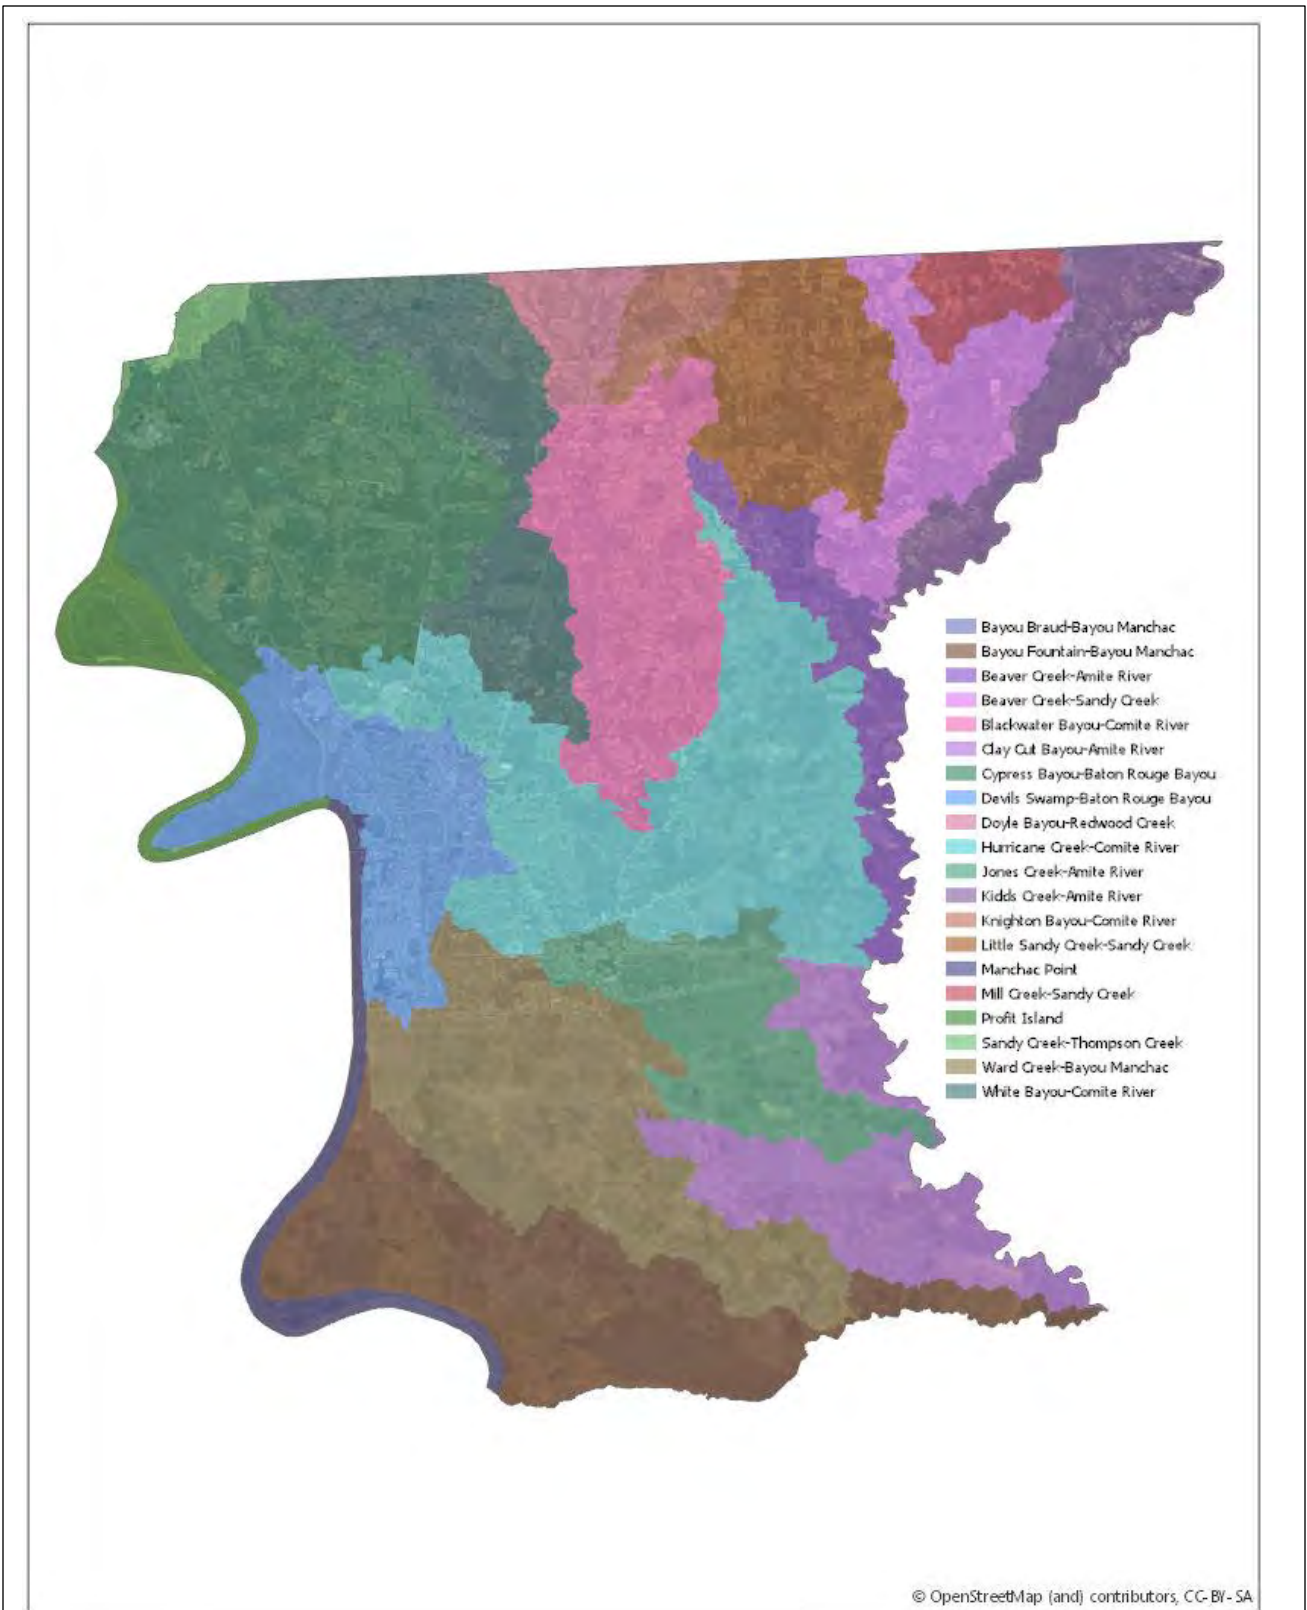 Bayou Braud-Bayou Manchac
Bayou Fountain-Bayou Manchac
Beaver Creek-Amite River
Beaver Creek-Sandy Creek
Blackwater Bayou-Comite River
Clay Cut Bayou-Amite River
Cypress Bayou-Baton Rouge Bayou
Devils Swamp-Baton Rouge Bayou
Doyle Bayou-Redwood Creek
Hurricane Creek-Comite River
Jones Creek-Amite River
Kidds Creek-Amite River
Knighton Bayou-Comite River
Little Sandy Creek-Sandy Creek
Manchac Point
Mill Creek-Sandy Creek
Profit Island
Sandy Creek-Thompson Creek
Ward Creek-Bayou Manchac
White Bayou-Comite River
© OpenStreetMap (and) contributors, CC-BY-SA